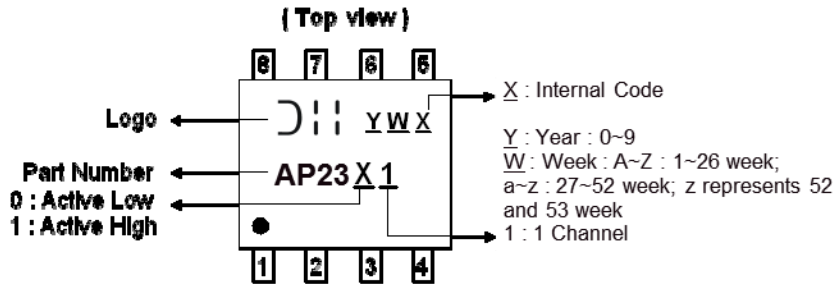 ( Top view )
8 7 6 5
Logo
Y W X
X : Internal Code
Part Number
AP23 X 1
0 : Active Low
1 : Active High
Y : Year : 0~9
W : Week : A~Z : 1~26 week;
a~z : 27~52 week; z represents 52
and 53 week
1 : 1 Channel
1 2 3 4